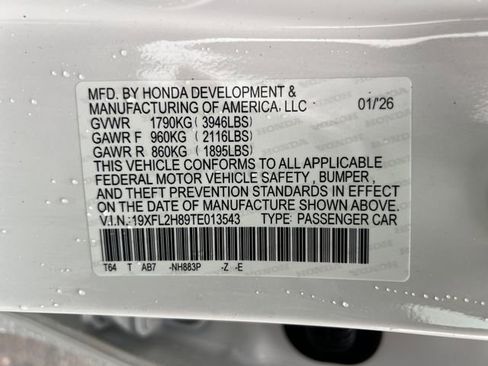 MFD. BY HONDA DEVELOPMENT &
MANUFACTURING OF AMERICA, LLC 01/'26
GVWR 1790KG (3946LBS)
GAWR F 960KG (2116LBS)
GAWR R 860KG (1895LBS)
THIS VEHICLE CONFORMS TO ALL APPLICABLE
FEDERAL MOTOR VEHICLE SAFETY , BUMPER ,
AND THEFT PREVENTION STANDARDS IN EFFECT
ON THE DATE OF MANUFACTURE SHOWN ABOVE.
V.I.N.:19XFL2H89TE013543 TYPE: PASSENGER CAR
T64 T AB7 -NH883P -Z -E